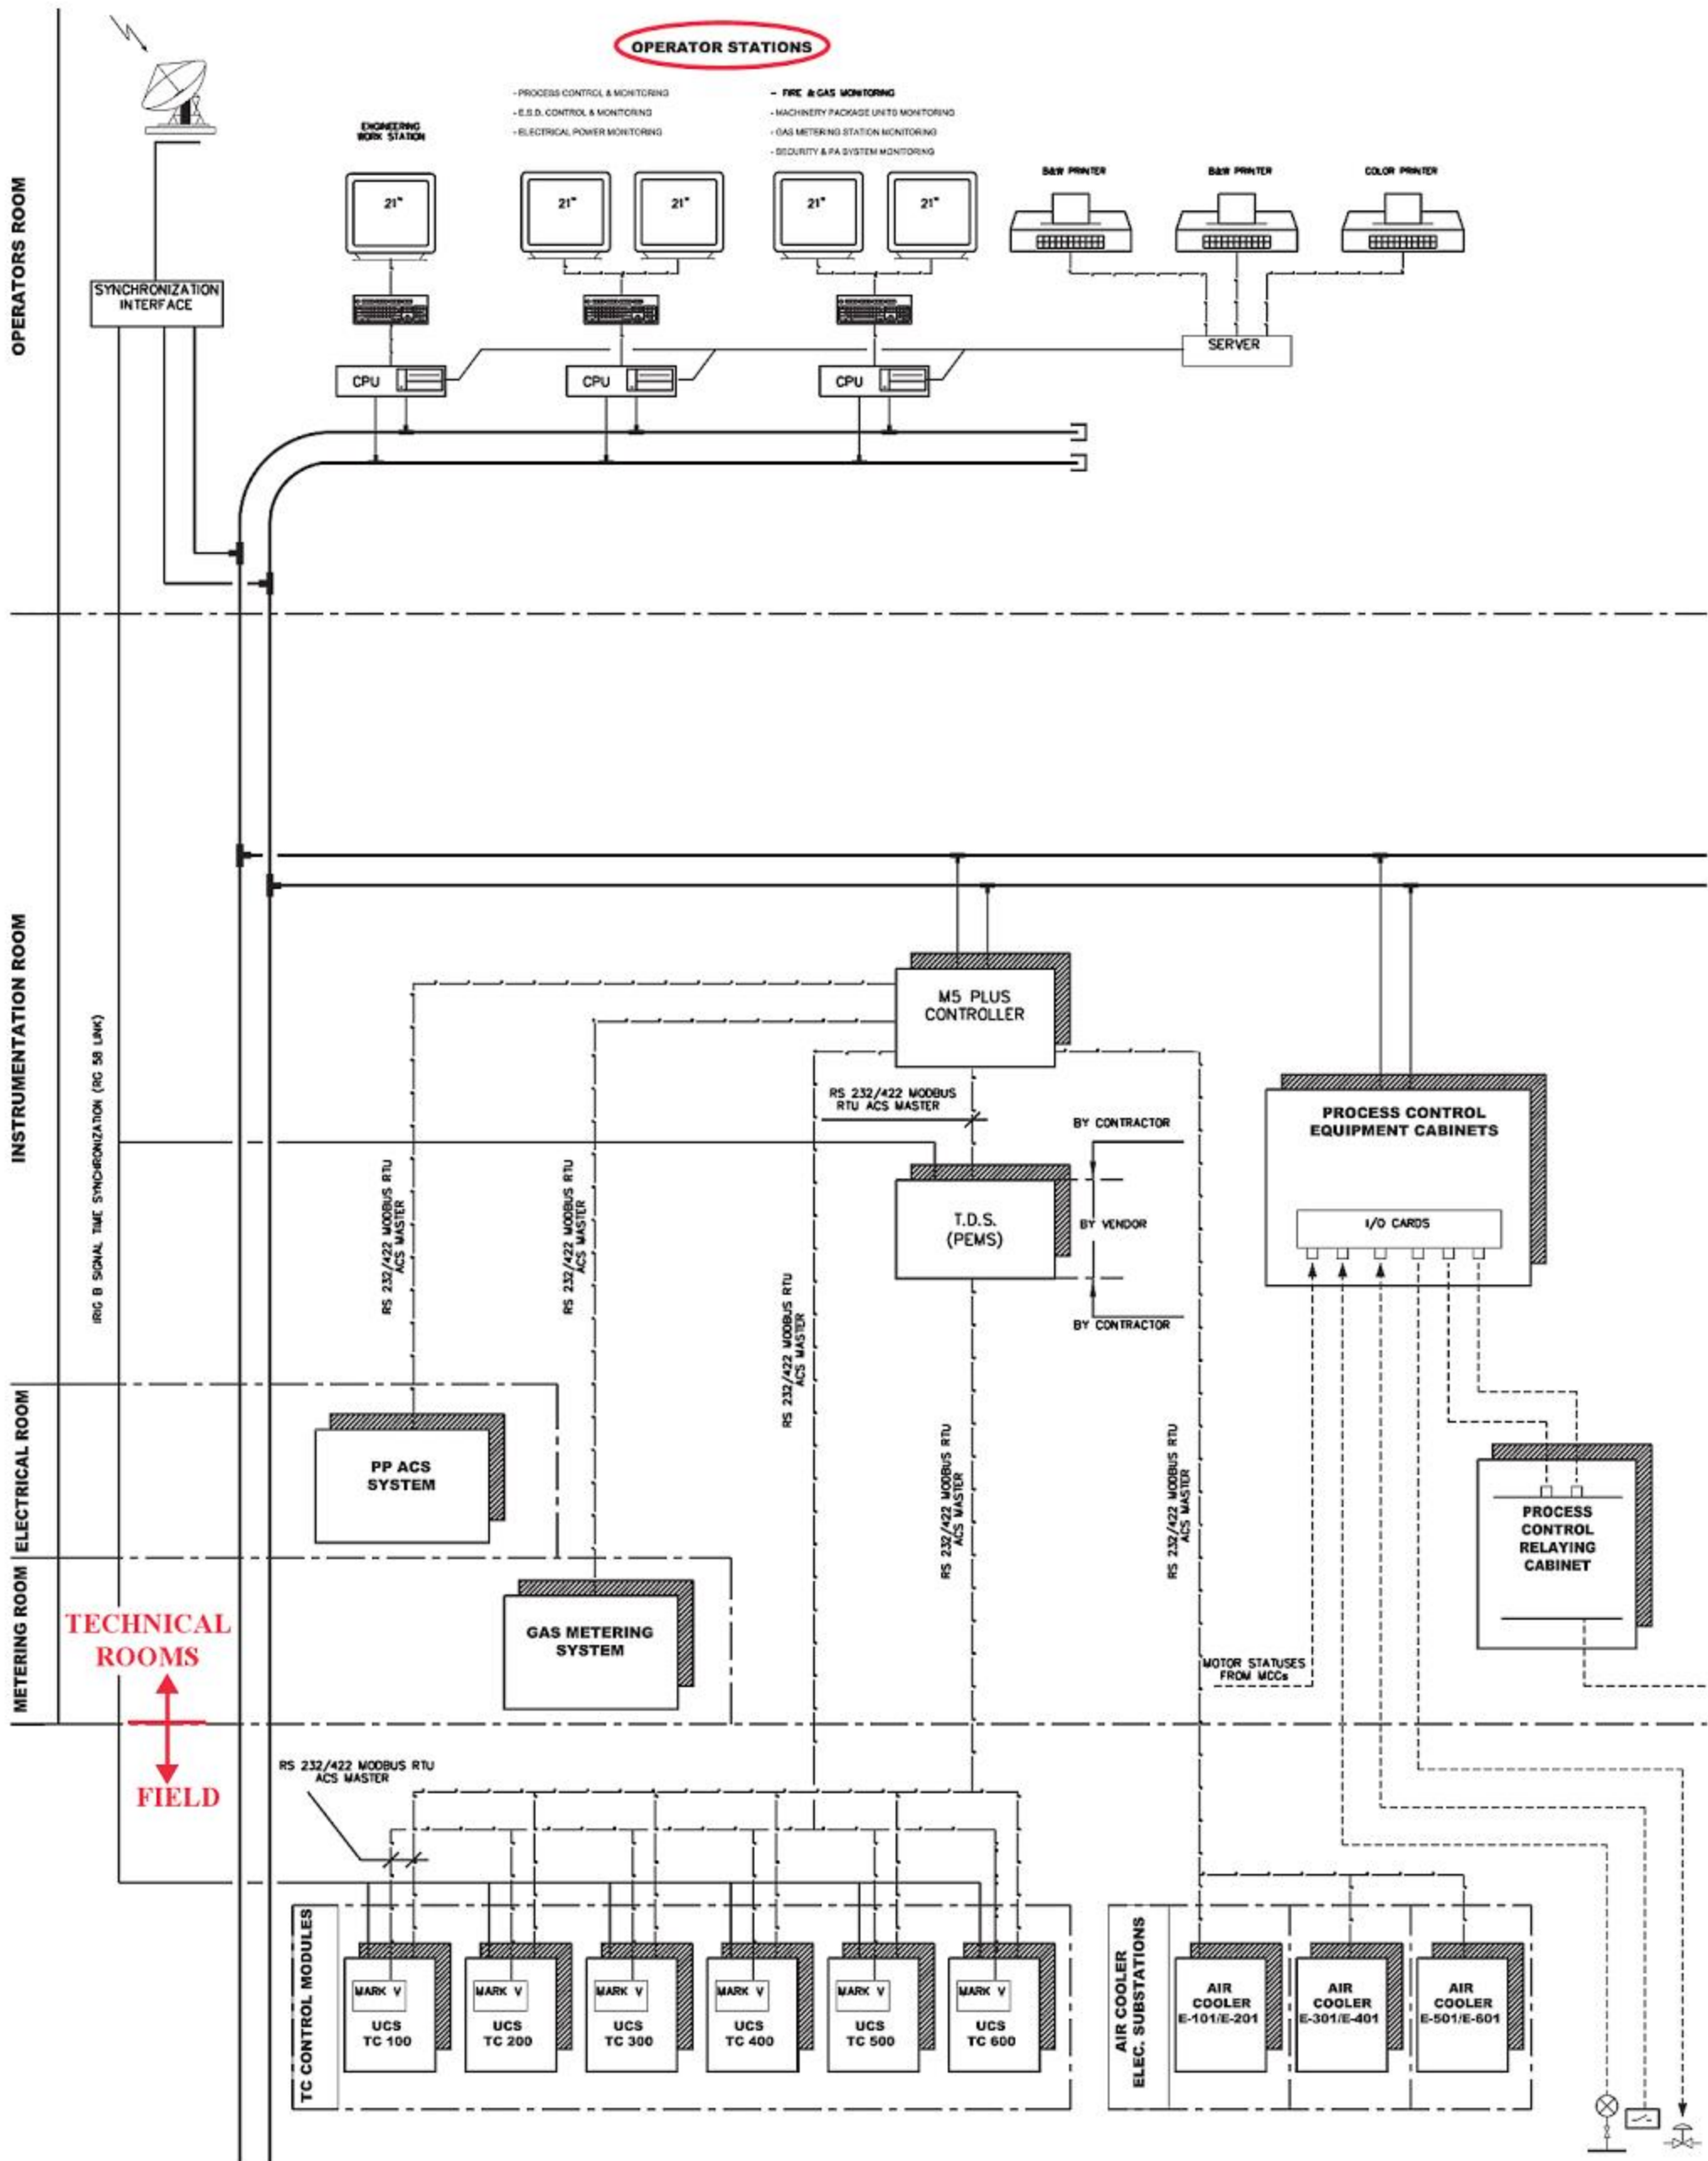 OPERATOR STATIONS
- PROCESS CONTROL & MONITORING
- E.S.D. CONTROL & MONITORING
- ELECTRICAL POWER MONITORING
- FIRE & GAS MONITORING
- MACHINERY PACKAGE UNITS MONITORING
- GAS METERING STATION MONITORING
- SECURITY & PA SYSTEM MONITORING
ENGINEERING
WORK STATION
B&W PRINTER
B&W PRINTER
COLOR PRINTER
21"
21"
21"
21"
21"
OPERATORS ROOM
SYNCHRONIZATION
INTERFACE
SERVER
CPU
CPU
CPU
INSTRUMENTATION ROOM
IRIG B SIGNAL TIME SYNCHRONIZATION (RG 58 LINK)
M5 PLUS
CONTROLLER
RS 232/422 MODBUS
RTU ACS MASTER
BY CONTRACTOR
PROCESS CONTROL
EQUIPMENT CABINETS
RS 232/422 MODBUS RTU
ACS MASTER
RS 232/422 MODBUS RTU
ACS MASTER
T.D.S.
(PEMS)
BY VENDOR
I/O CARDS
RS 232/422 MODBUS RTU
ACS MASTER
BY CONTRACTOR
ELECTRICAL ROOM
PP ACS
SYSTEM
RS 232/422 MODBUS RTU
ACS MASTER
RS 232/422 MODBUS RTU
ACS MASTER
PROCESS
CONTROL
RELAYING
CABINET
METERING ROOM
TECHNICAL
ROOMS
GAS METERING
SYSTEM
MOTOR STATUSES
FROM MCCs
FIELD
RS 232/422 MODBUS RTU
ACS MASTER
TC CONTROL MODULES
MARK V
UCS
TC 100
MARK V
UCS
TC 200
MARK V
UCS
TC 300
MARK V
UCS
TC 400
MARK V
UCS
TC 500
MARK V
UCS
TC 600
AIR COOLER
ELEC. SUBSTATIONS
AIR
COOLER
E-101/E-201
AIR
COOLER
E-301/E-401
AIR
COOLER
E-501/E-601